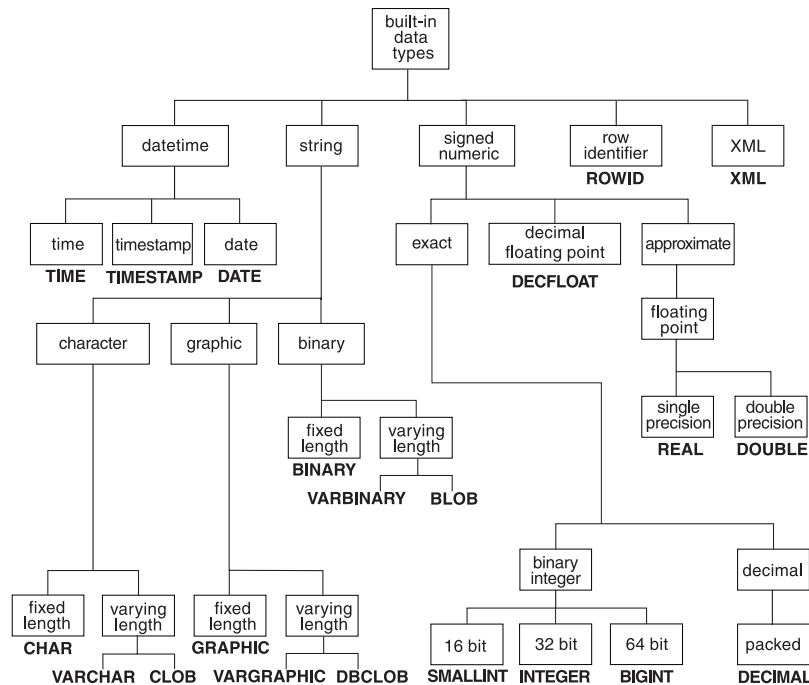 built-in
data
types
datetime
string
signed
numeric
row
identifier
ROWID
XML
XML
time
TIME
timestamp
TIMESTAMP
date
DATE
exact
decimal
floating point
DECFLOAT
approximate
floating
point
character
graphic
binary
single
precision
REAL
double
precision
DOUBLE
fixed
length
BINARY
varying
length
VARBINARY
BLOB
binary
integer
decimal
fixed
length
CHAR
varying
length
VARCHAR
CLOB
fixed
length
GRAPHIC
varying
length
VARGRAPHIC
DBCLOB
16 bit
SMALLINT
32 bit
INTEGER
64 bit
BIGINT
packed
DECIMAL